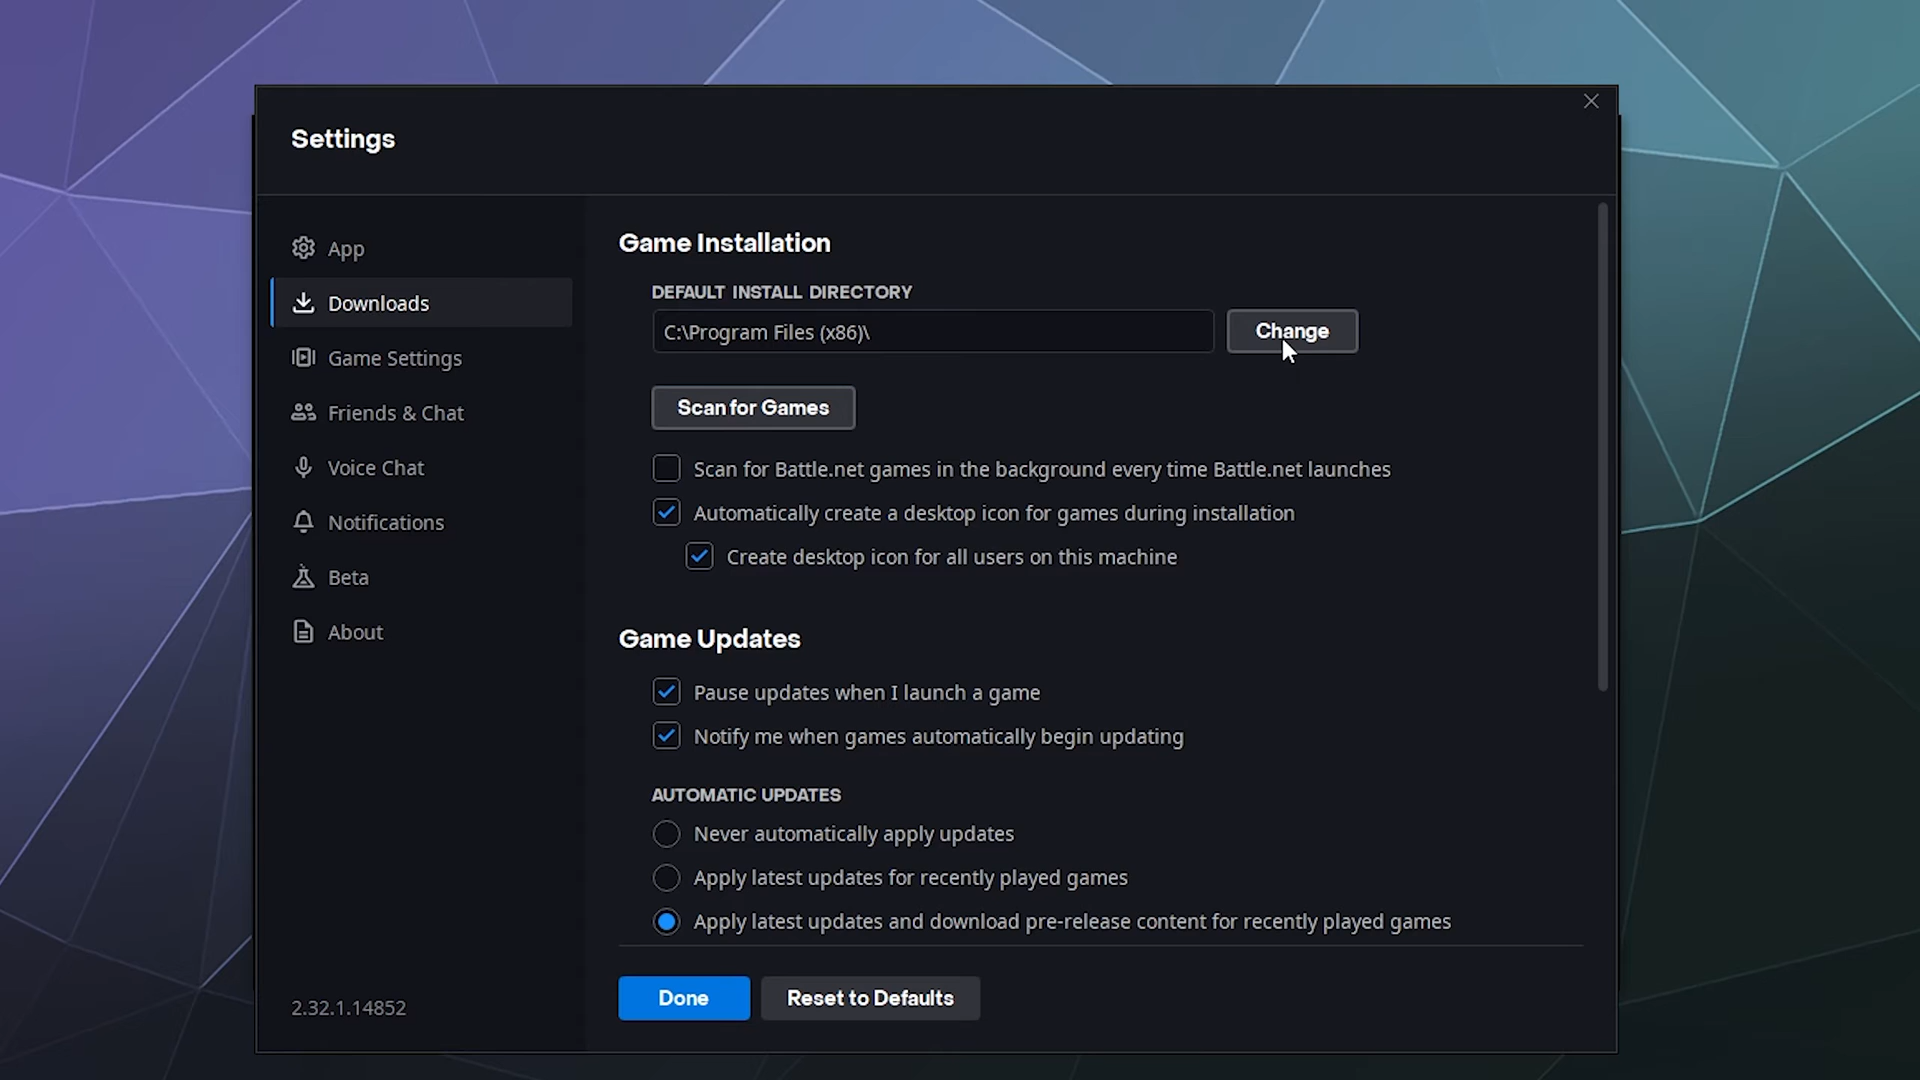 Settings
App
Downloads
Game Settings
Friends & Chat
Voice Chat
Notifications
Beta
About
2.32.1.14852
Game Installation
DEFAULT INSTALL DIRECTORY
C:\Program Files (x86)\
Change
Scan for Games
Scan for Battle.net games in the background every time Battle.net launches
Automatically create a desktop icon for games during installation
Create desktop icon for all users on this machine
Game Updates
Pause updates when I launch a game
Notify me when games automatically begin updating
AUTOMATIC UPDATES
Never automatically apply updates
Apply latest updates for recently played games
Apply latest updates and download pre-release content for recently played games
Done
Reset to Defaults